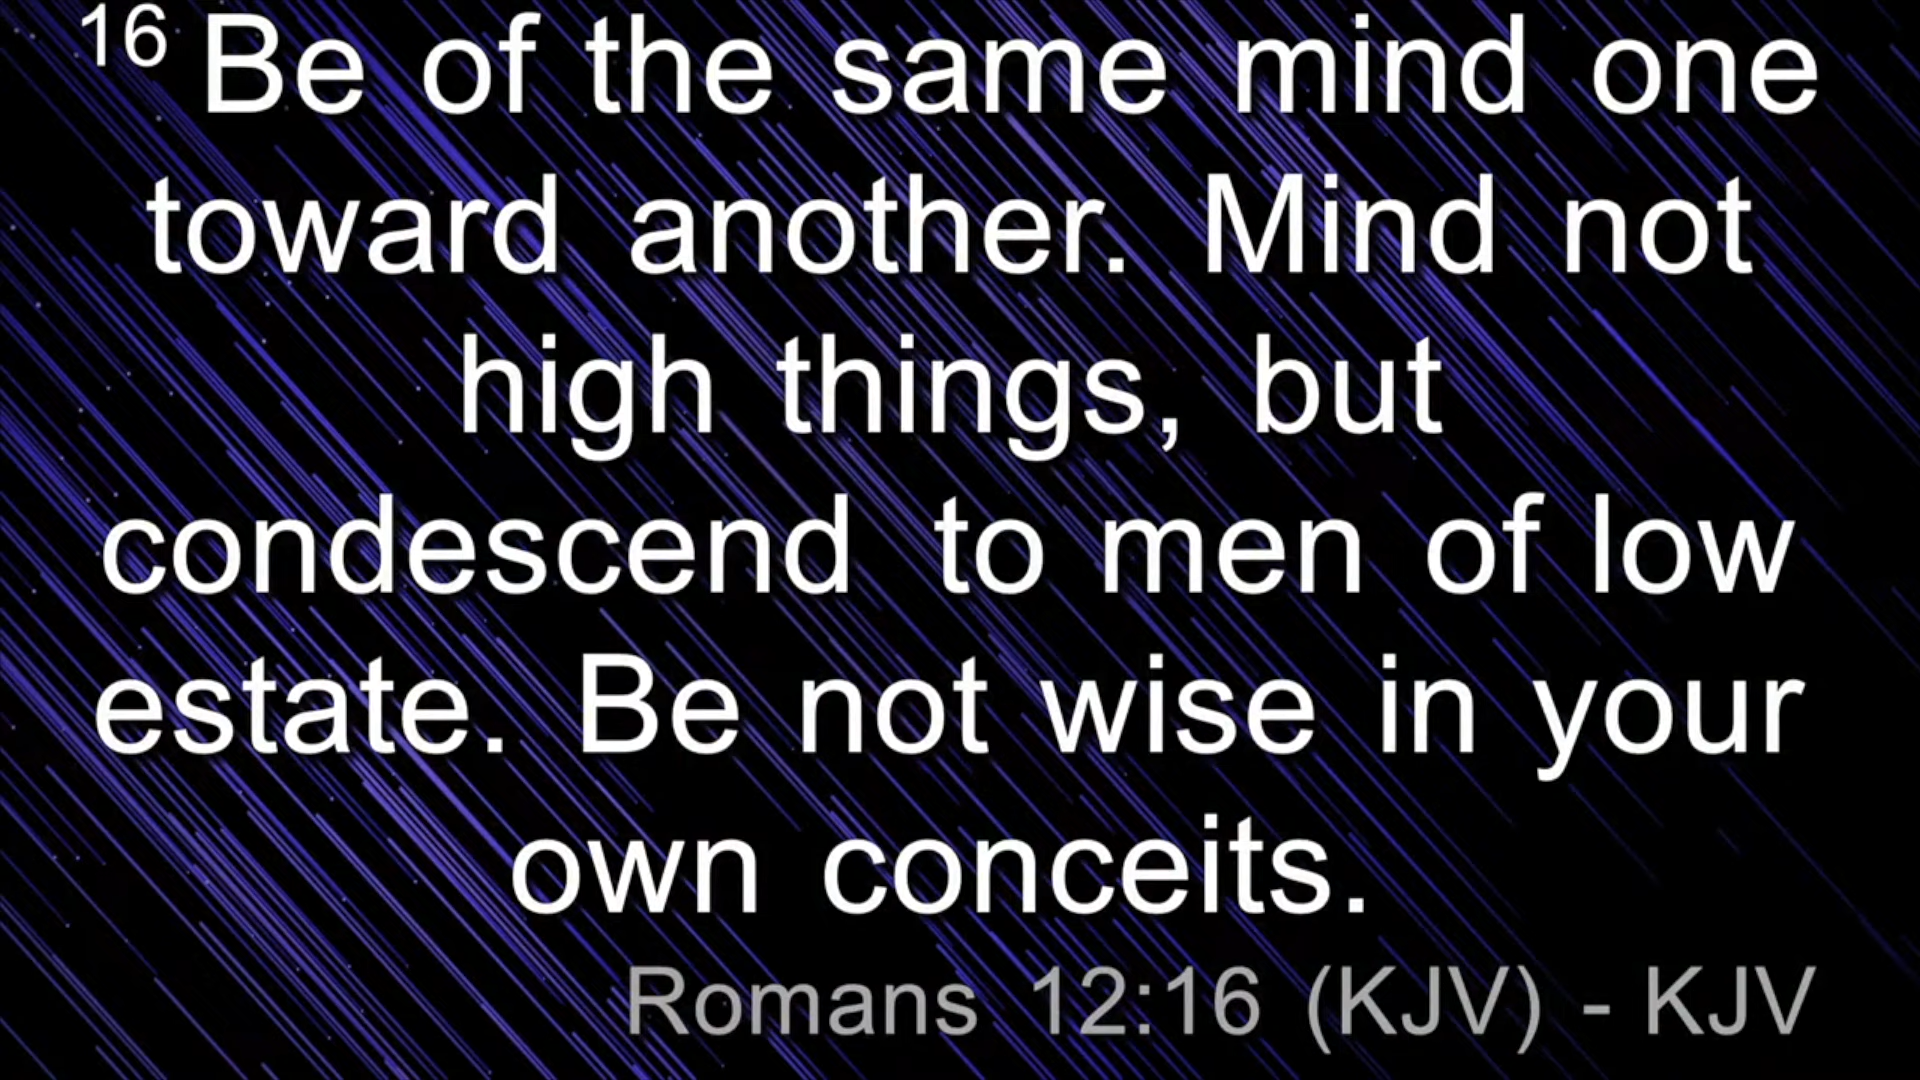 16 Be of the same mind one
toward another. Mind not
high things, but
condescend to men of low
estate. Be not wise in your
own conceits.
Romans 12:16 (KJV) - KJV